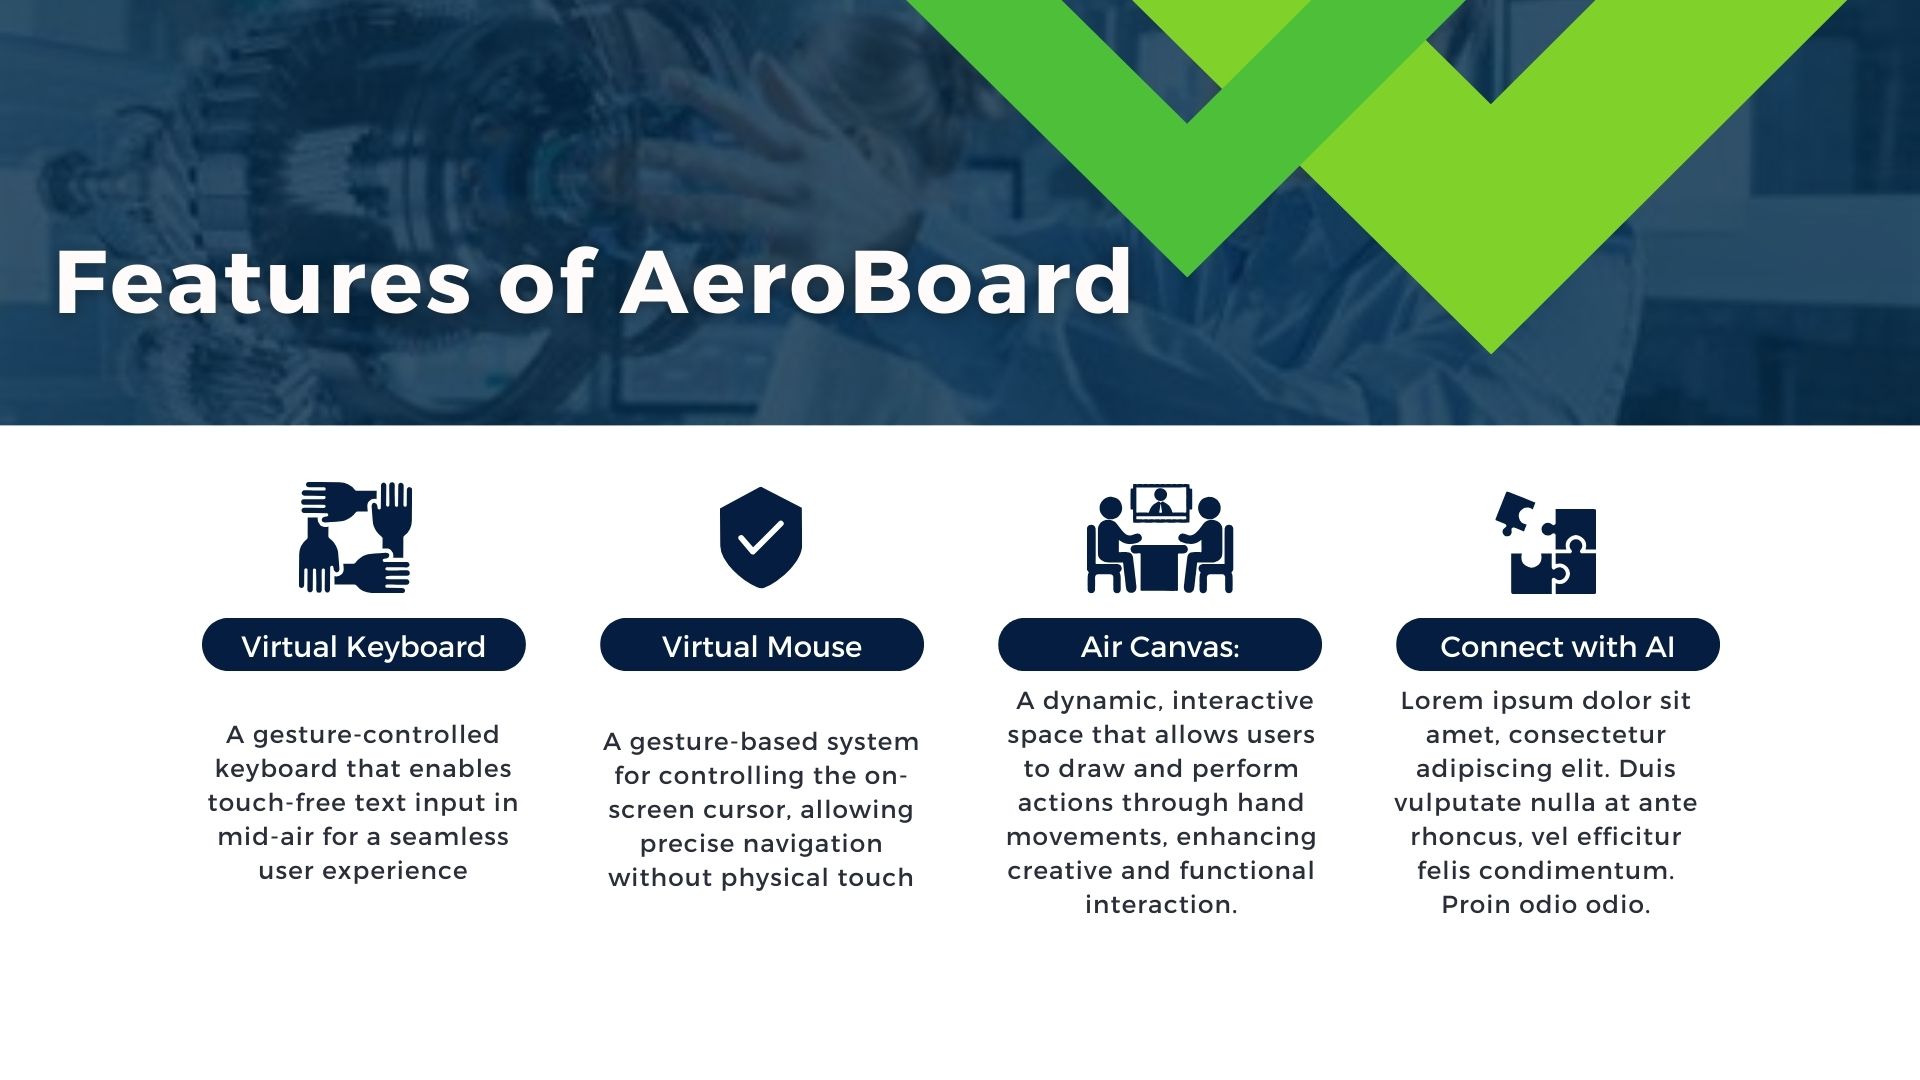 Features of AeroBoard
Virtual Keyboard
A gesture-controlled
keyboard that enables
touch-free text input in
mid-air for a seamless
user experience
Virtual Mouse
A gesture-based system
for controlling the on-
screen cursor, allowing
precise navigation
without physical touch
Air Canvas:
A dynamic, interactive
space that allows users
to draw and perform
actions through hand
movements, enhancing
creative and functional
interaction.
Connect with AI
Lorem ipsum dolor sit
amet, consectetur
adipiscing elit. Duis
vulputate nulla at ante
rhoncus, vel efficitur
felis condimentum.
Proin odio odio.